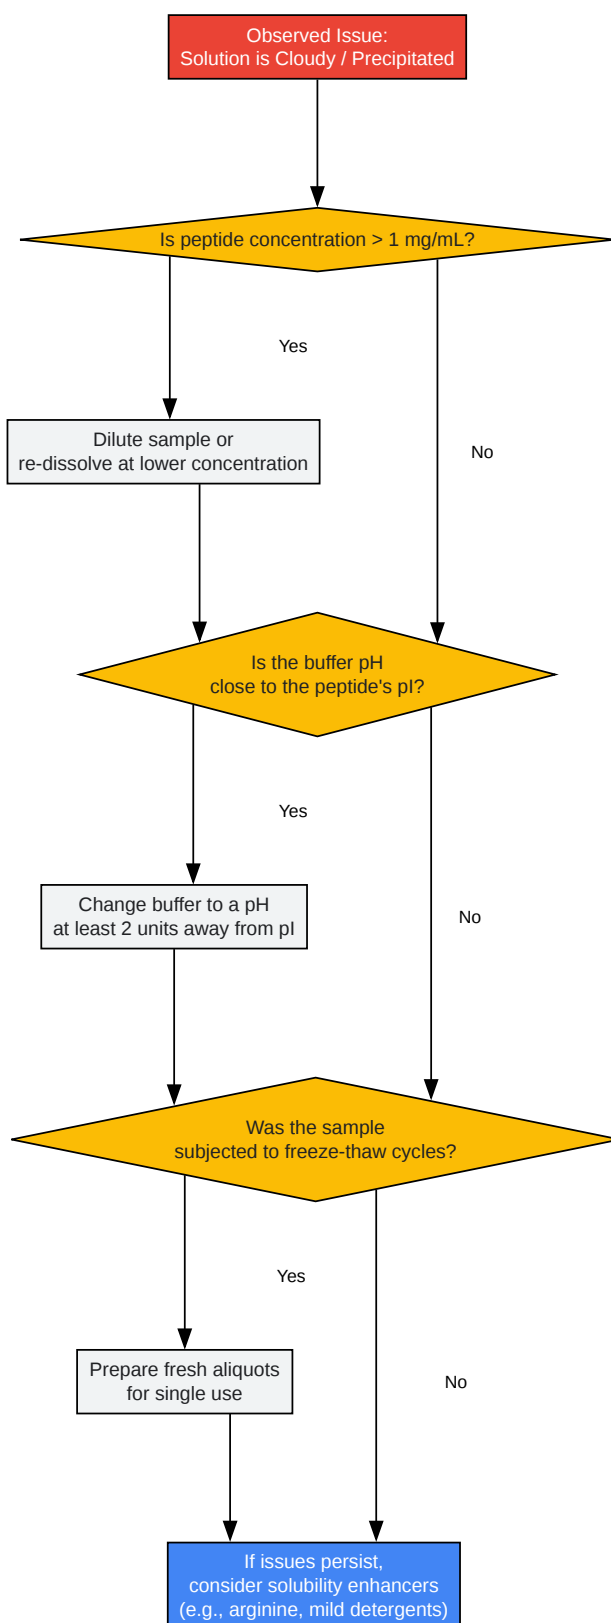 Observed Issue:
Solution is Cloudy / Precipitated
Is peptide concentration > 1 mg/mL?
Yes
Dilute sample or
re-dissolve at lower concentration
No
Is the buffer pH
close to the peptide's pI?
Yes
Change buffer to a pH
at least 2 units away from pI
No
Was the sample
subjected to freeze-thaw cycles?
Yes
Prepare fresh aliquots
for single use
No
If issues persist,
consider solubility enhancers
(e.g., arginine, mild detergents)